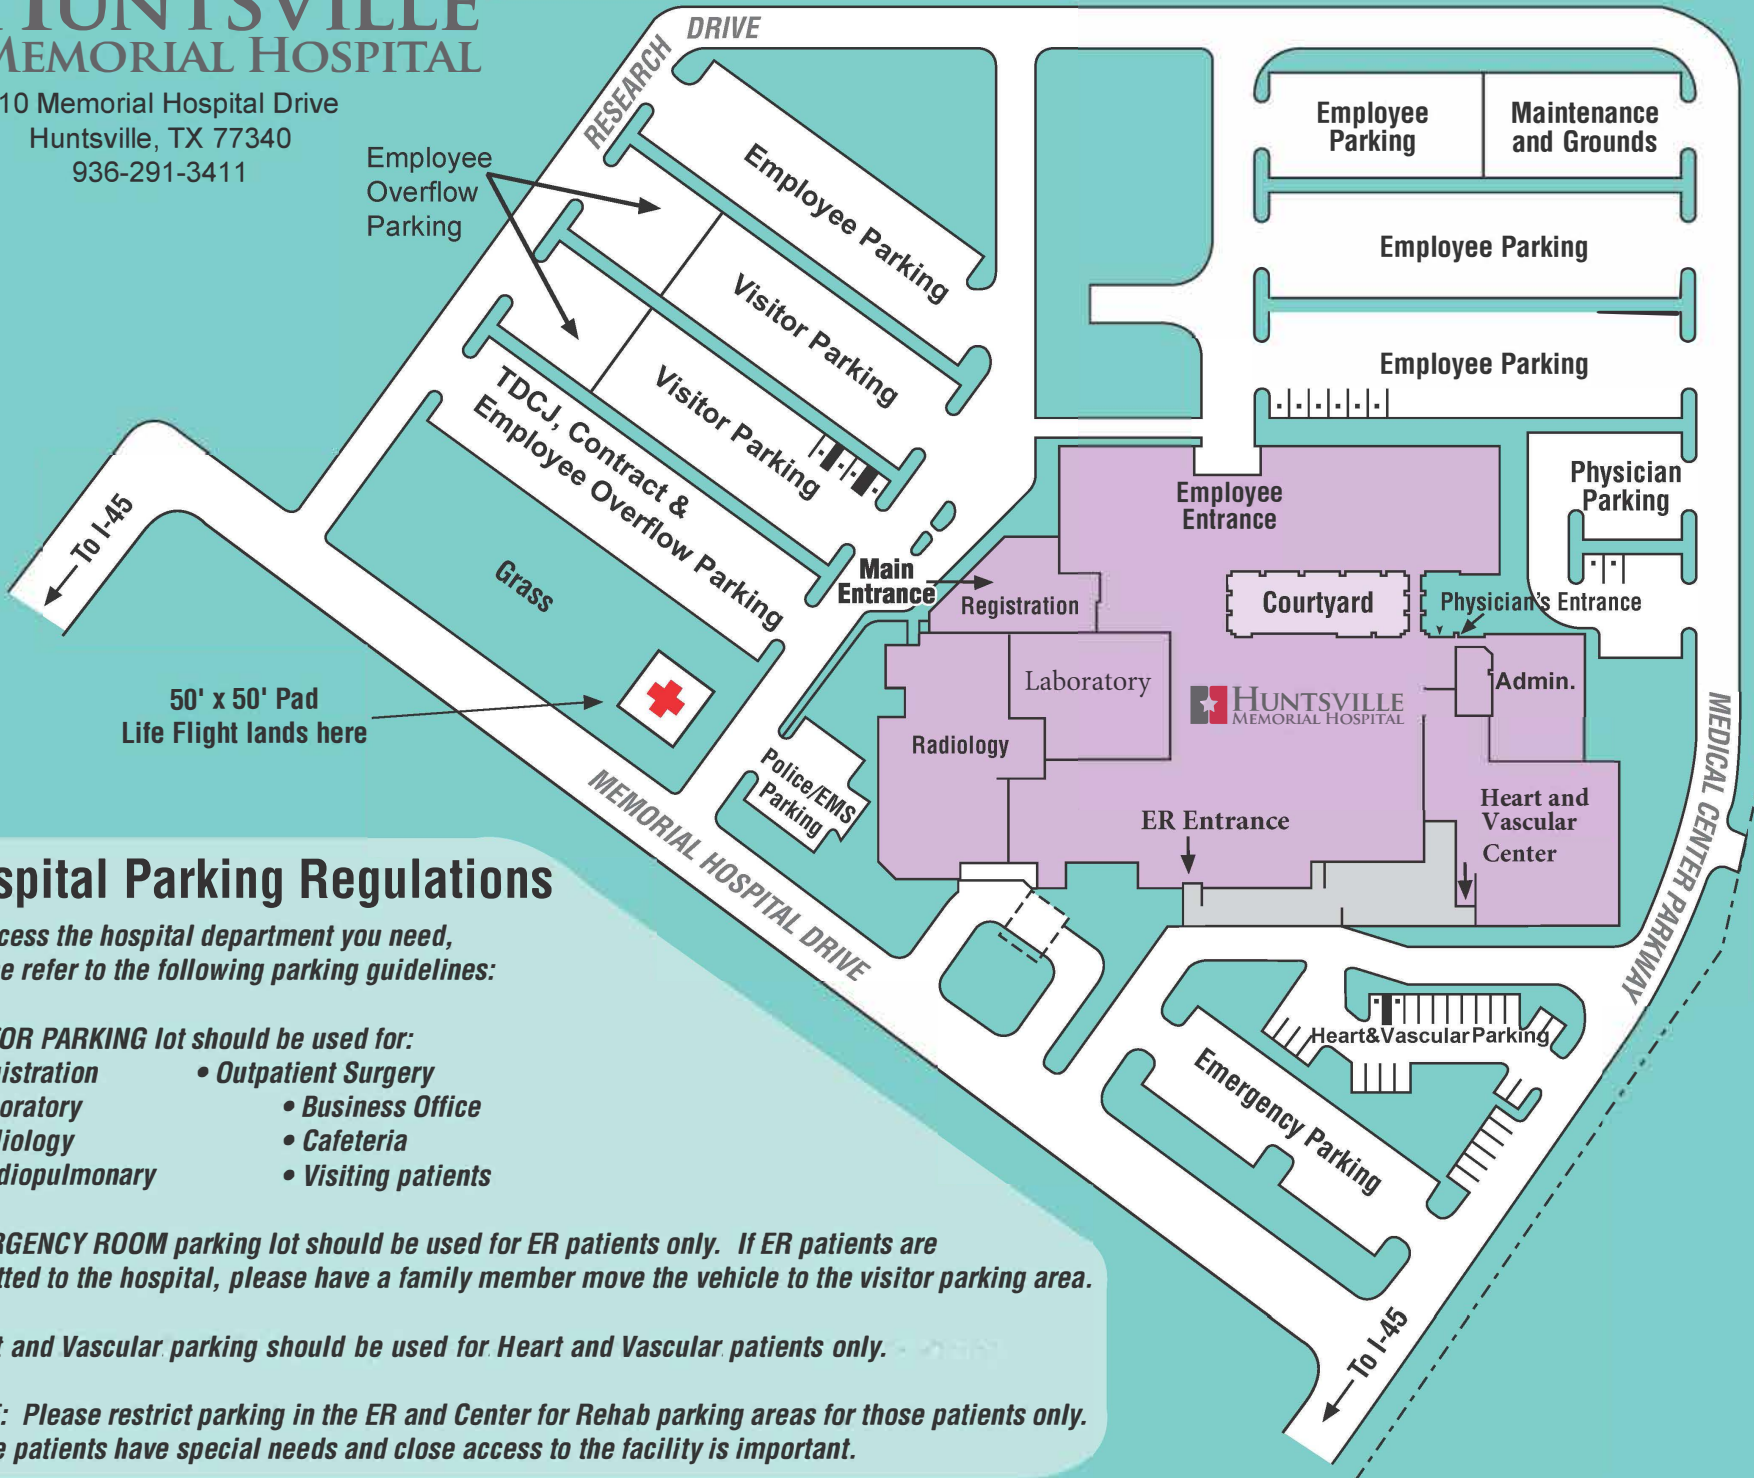 HUNTSVILLE
MEMORIAL HOSPITAL
10 Memorial Hospital Drive
Huntsville, TX 77340
936-291-3411
Employee
Overflow
Parking
RESEARCH
DRIVE
Employee Parking
Visitor Parking
Visitor Parking
TDCJ, Contract &
Employee Overflow Parking
Grass
To I-45
50' x 50' Pad
Life Flight lands here
Employee
Parking
Maintenance
and Grounds
Employee Parking
Employee Parking
Physician
Parking
Employee
Entrance
Main
Entrance
Registration
Courtyard
Physician's Entrance
Laboratory
HUNTSVILLE
MEMORIAL HOSPITAL
Admin.
Radiology
Police/EMS
Parking
ER Entrance
Heart and
Vascular
Center
MEDICAL CENTER PARKWAY
MEMORIAL HOSPITAL DRIVE
Heart&Vascular Parking
Emergency Parking
To I-45
spital Parking Regulations
cess the hospital department you need,
e refer to the following parking guidelines:
TOR PARKING lot should be used for:
istration • Outpatient Surgery
oratory • Business Office
iology • Cafeteria
diopulmonary • Visiting patients
RGENCY ROOM parking lot should be used for ER patients only. If ER patients are
tted to the hospital, please have a family member move the vehicle to the visitor parking area.
t and Vascular parking should be used for Heart and Vascular patients only.
: Please restrict parking in the ER and Center for Rehab parking areas for those patients only.
e patients have special needs and close access to the facility is important.